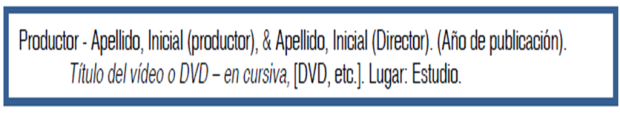 Productor - Apellido, Inicial (productor), & Apellido, Inicial (Director). (Año de publicación).
Título del vídeo o DVD – en cursiva, [DVD, etc.]. Lugar: Estudio.